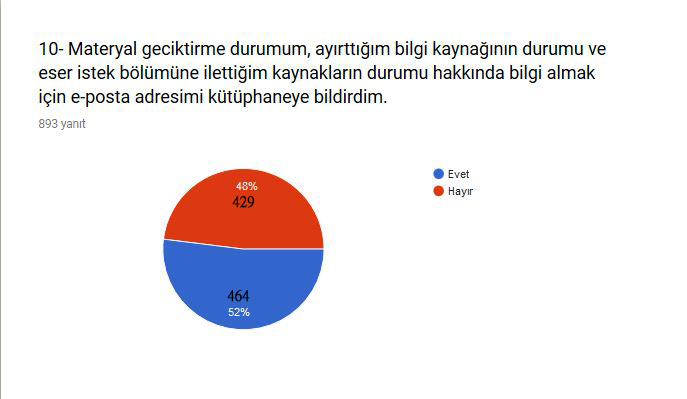 10- Materyal geciktirme durumum, ayırttığım bilgi kaynağının durumu ve
eser istek bölümüne ilettiğim kaynakların durumu hakkında bilgi almak
için e-posta adresimi kütüphaneye bildirdim.
893 yanıt
Evet
Hayır
48%
429
464
52%